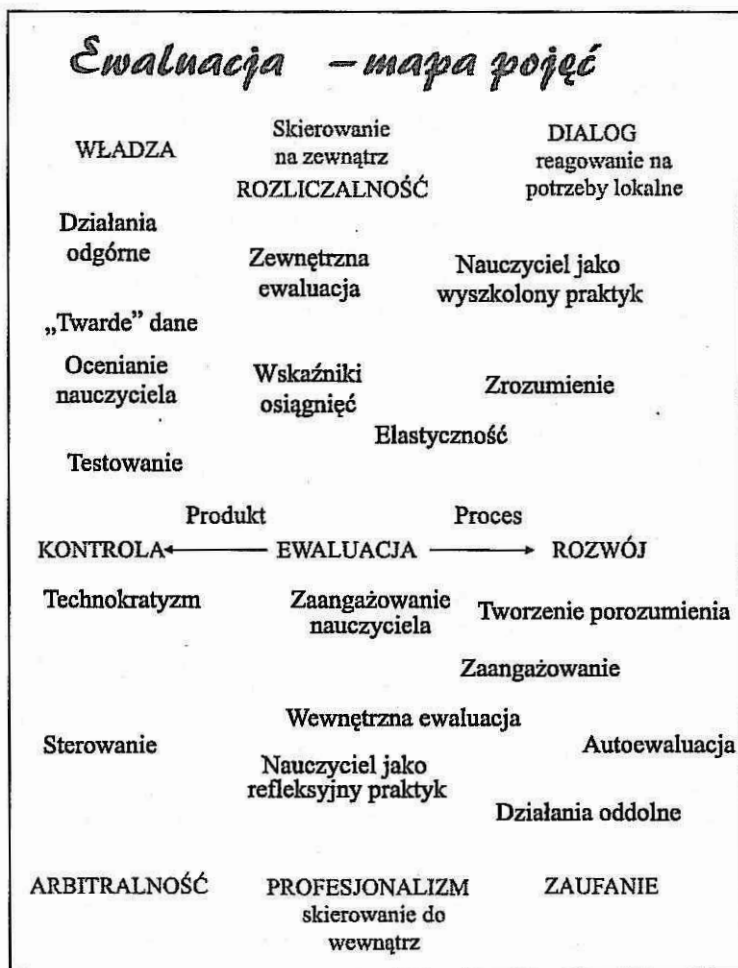 Ewaluacja – mapa pojęć
WŁADZA
Skierowanie
na zewnątrz
ROZLICZALNOŚĆ
DIALOG
reagowanie na
potrzeby lokalne
Działania
odgórne
Zewnętrzna
ewaluacja
Nauczyciel jako
wyszkolony praktyk
„Twarde” dane
Ocenianie
nauczyciela
Wskaźniki
osiągnięć
Zrozumienie
Elastyczność
Testowanie
Produkt
Proces
KONTROLA EWALUACJA ROZWÓJ
Technokratyzm
Zaangażowanie
nauczyciela
Tworzenie porozumienia
Zaangażowanie
Wewnętrzna ewaluacja
Sterowanie
Autoewaluacja
Nauczyciel jako
refleksyjny praktyk
Działania oddolne
ARBITRALNOŚĆ
PROFESJONALIZM
skierowanie do
wewnątrz
ZAUFANIE